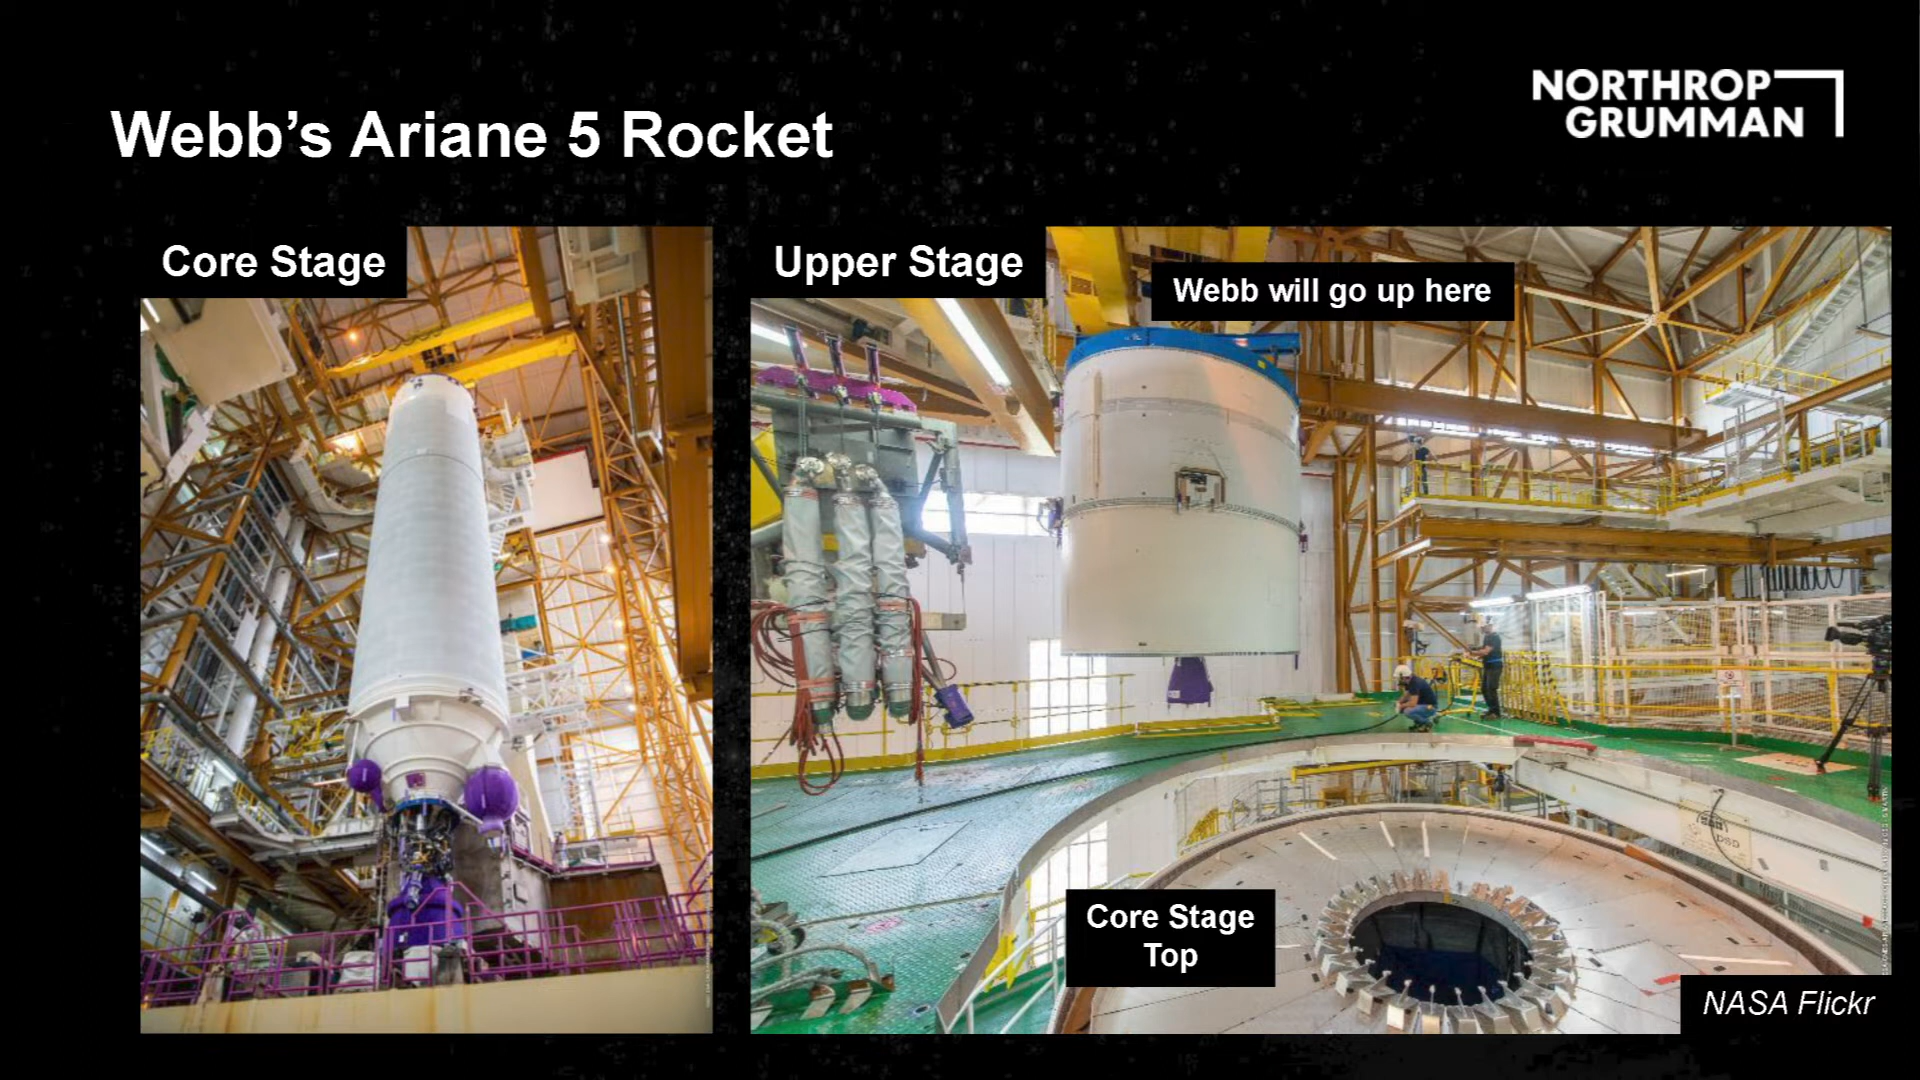 NORTHROP
GRUMMAN
Webb’s Ariane 5 Rocket
Core Stage
Upper Stage
Webb will go up here
Core Stage
Top
NASA Flickr